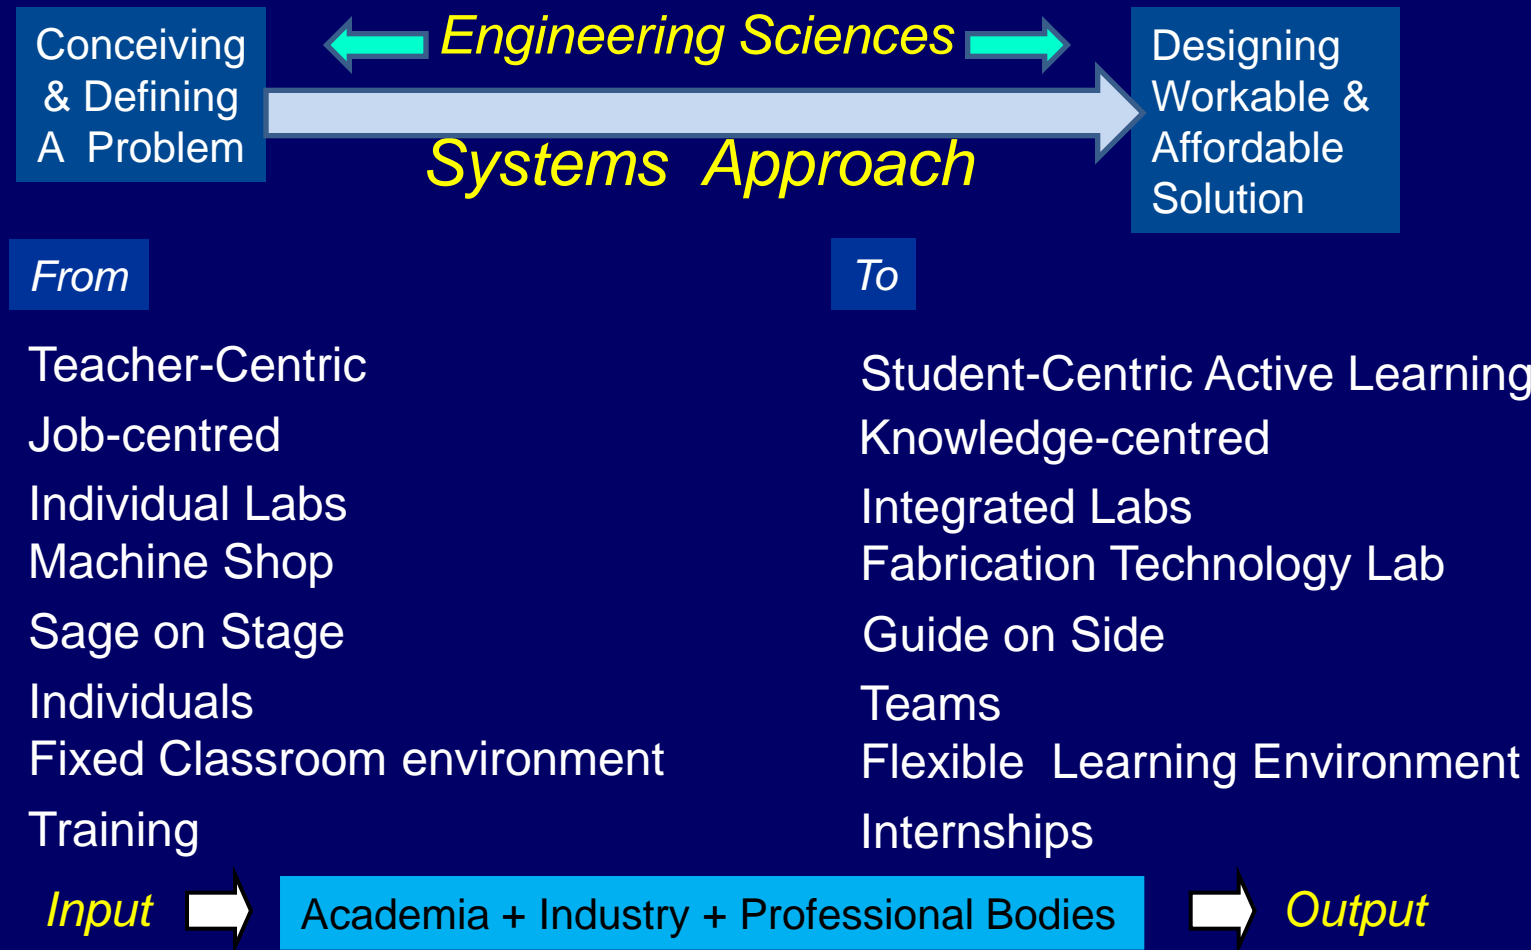 Conceiving
& Defining
A Problem
Engineering Sciences
Systems Approach
Designing
Workable &
Affordable
Solution
From
To
Teacher-Centric
Student-Centric Active Learning
Job-centred
Knowledge-centred
Individual Labs
Integrated Labs
Machine Shop
Fabrication Technology Lab
Sage on Stage
Guide on Side
Individuals
Teams
Fixed Classroom environment
Flexible Learning Environment
Training
Internships
Input
Academia + Industry + Professional Bodies
Output